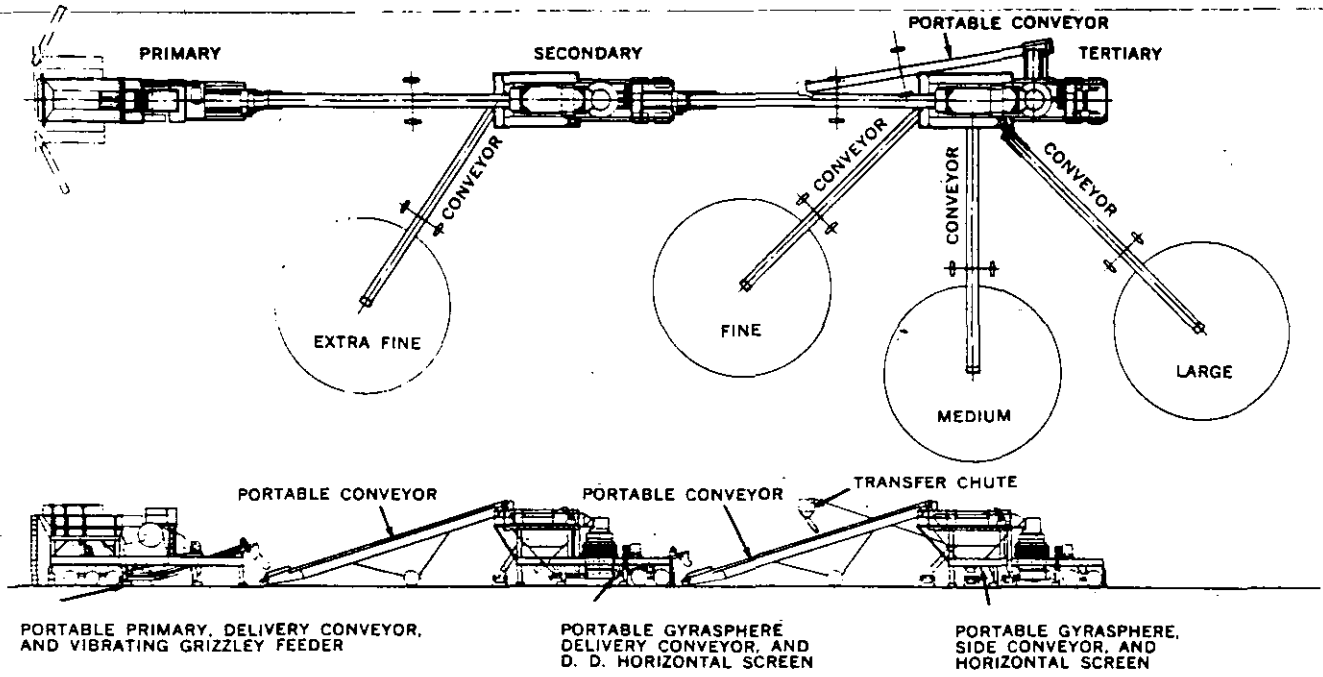 PORTABLE CONVEYOR
PRIMARY
SECONDARY
TERTIARY
CONVEYOR
CONVEYOR
CONVEYOR
CONVEYOR
EXTRA FINE
FINE
MEDIUM
LARGE
PORTABLE CONVEYOR
PORTABLE CONVEYOR
TRANSFER CHUTE
PORTABLE PRIMARY, DELIVERY CONVEYOR,
AND VIBRATING GRIZZLEY FEEDER
PORTABLE GYRASPHERE
DELIVERY CONVEYOR, AND
D. D. HORIZONTAL SCREEN
PORTABLE GYRASPHERE,
SIDE CONVEYOR, AND
HORIZONTAL SCREEN